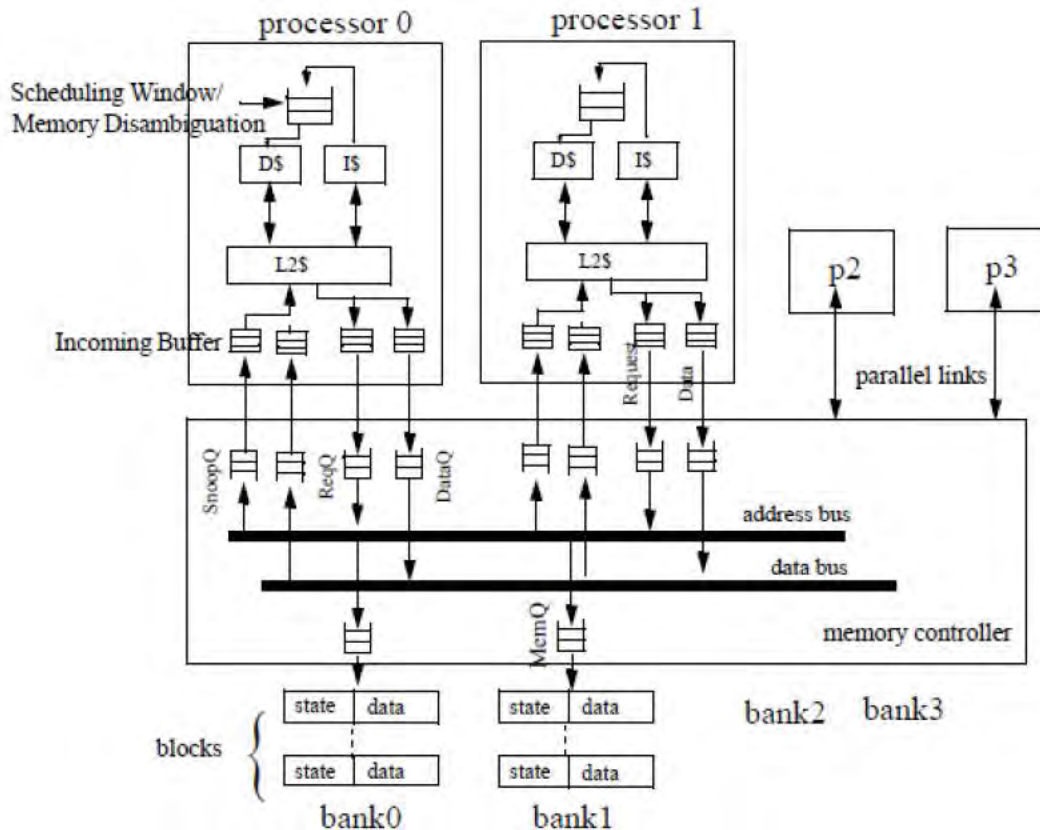 processor 0
processor 1
Scheduling Window/
Memory Disambiguation
D$
I$
D$
I$
L2$
L2$
p2
p3
Incoming Buffer
Request
Data
parallel links
SnoopQ
ReqQ
DataQ
address bus
data bus
MemQ
memory controller
state
data
state
data
bank2
bank3
blocks
state
data
state
data
bank0
bank1